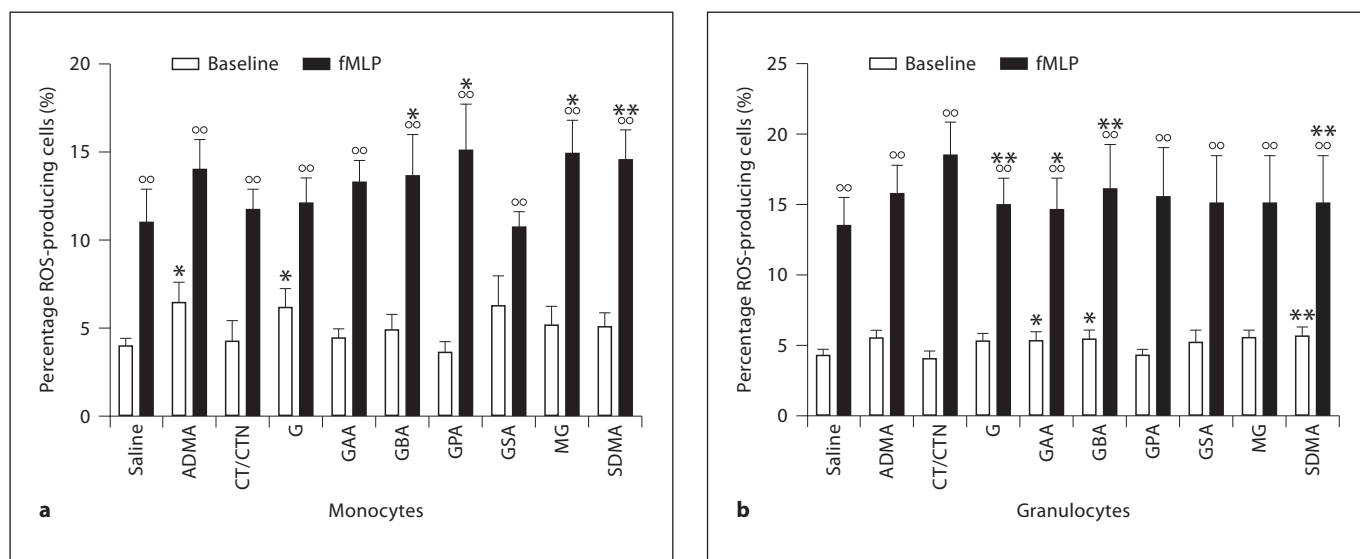 Baseline fMLP
Percentage ROS-producing cells (%)
20
15
10
5
0
°° * °° °° * °° °° * °° * °° °° * °° ** °°
Saline ADMA CT/CTN G GAA GBA GPA GSA MG SDMA
a Monocytes
Baseline fMLP
Percentage ROS-producing cells (%)
25
20
15
10
5
0
°° °° °° ** °° * * °° * ** °° °° °° °° ** ** °°
Saline ADMA CT/CTN G GAA GBA GPA GSA MG SDMA
b Granulocytes